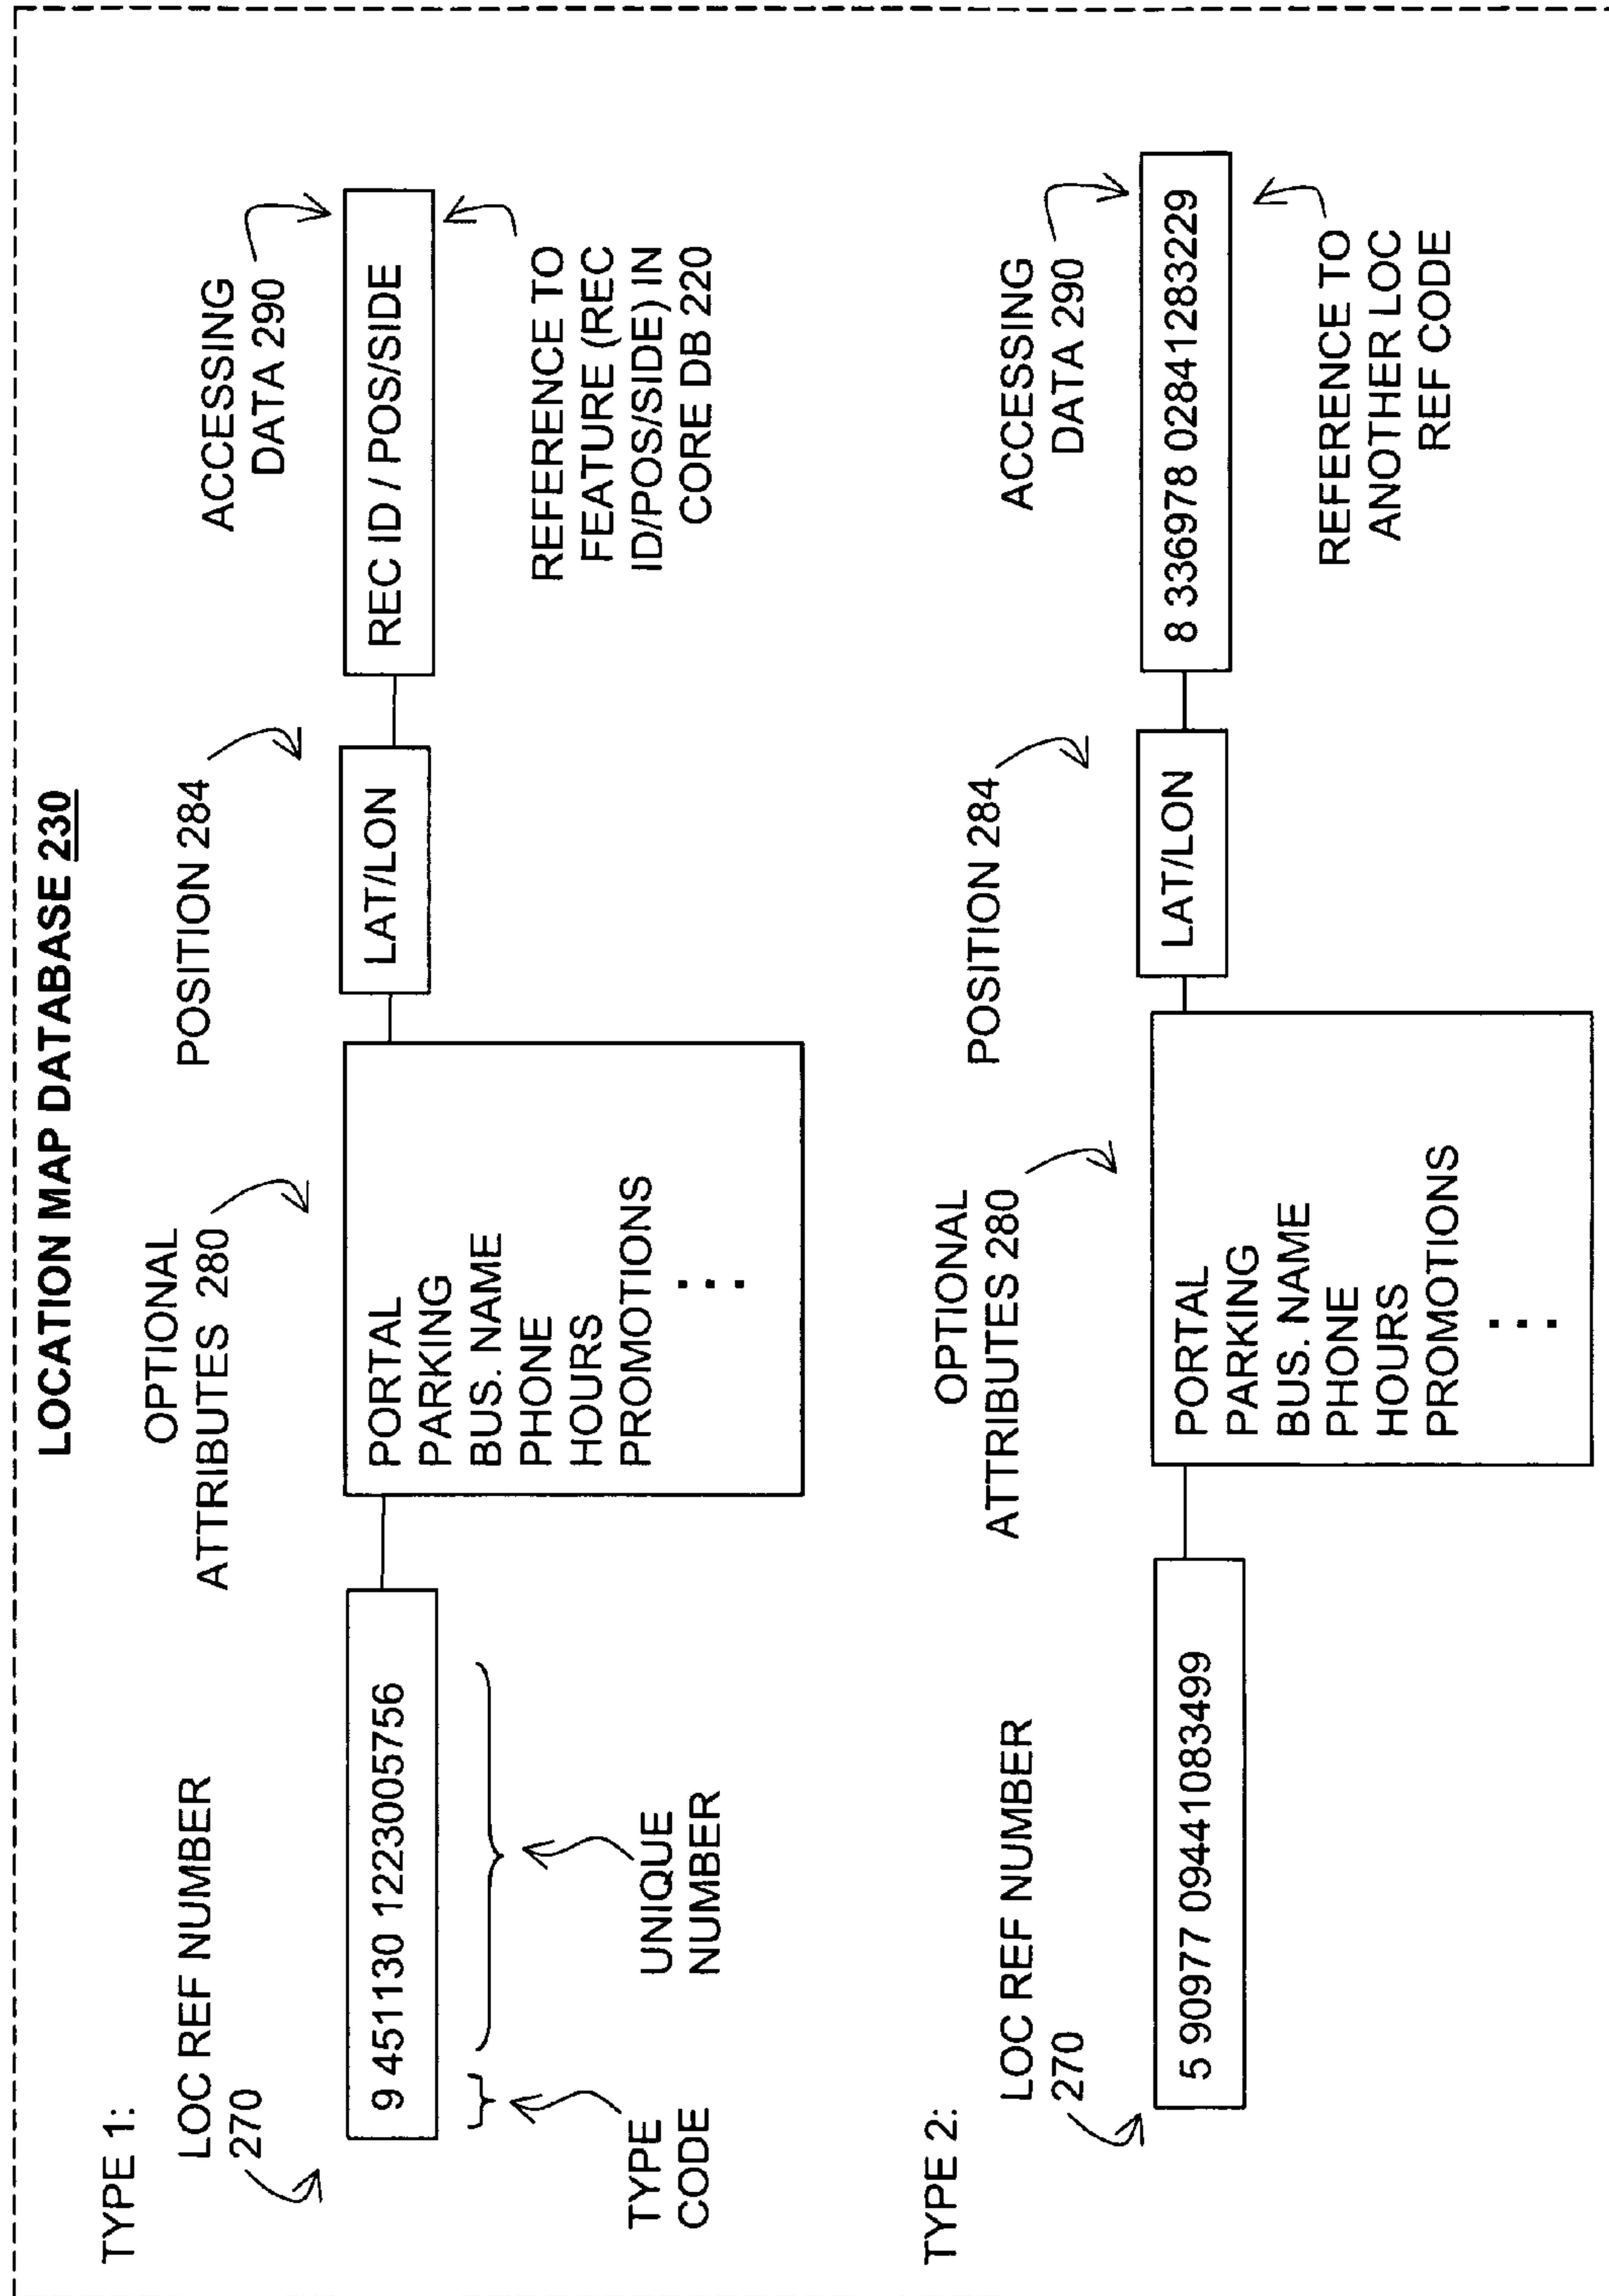 LOCATION MAP DATABASE 230
TYPE 1:
LOC REF NUMBER
270
9 451130 1223005756
TYPE
CODE
UNIQUE
NUMBER
OPTIONAL
ATTRIBUTES 280
PORTAL
PARKING
BUS. NAME
PHONE
HOURS
PROMOTIONS
POSITION 284
LAT/LON
ACCESSING
DATA 290
REC ID / POS/SIDE
REFERENCE TO
FEATURE (REC
ID/POS/SIDE) IN
CORE DB 220
TYPE 2:
LOC REF NUMBER
270
5 90977 09441083499
OPTIONAL
ATTRIBUTES 280
PORTAL
PARKING
BUS. NAME
PHONE
HOURS
PROMOTIONS
POSITION 284
LAT/LON
ACCESSING
DATA 290
8 336978 02841283229
REFERENCE TO
ANOTHER LOC
REF CODE